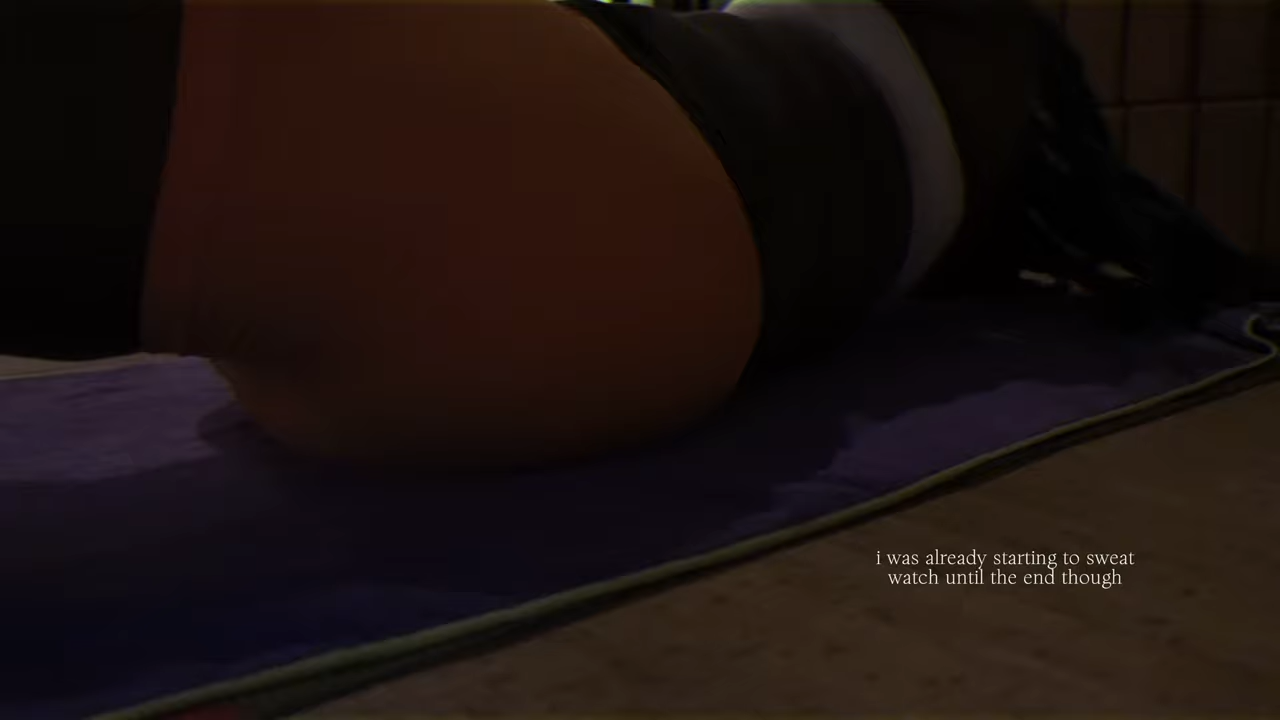 i was already starting to sweat
watch until the end though